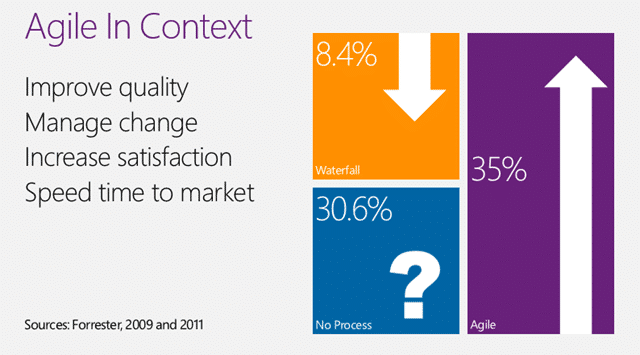 Agile In Context
Improve quality
Manage change
Increase satisfaction
Speed time to market
Sources: Forrester, 2009 and 2011
8.4%
Waterfall
30.6%
?
No Process
35%
Agile